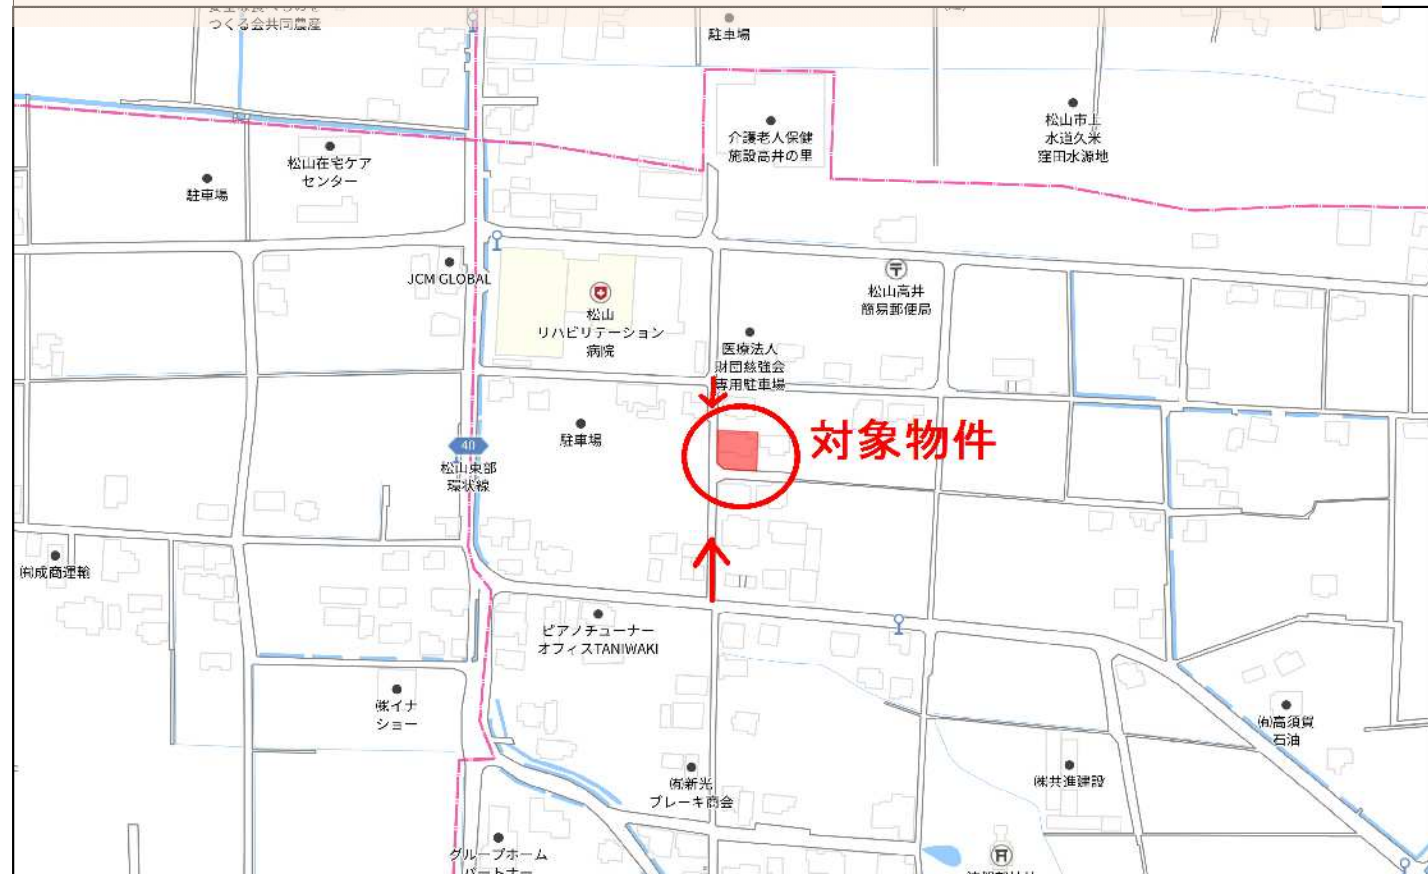 つくる会共同農産
駐車場
松山市上
水道久米
窪田水源地
介護老人保健
施設高井の里
松山在宅ケア
センター
駐車場
JCM GLOBAL
松山高井
簡易郵便局
松山
リハビリテーション
病院
医療法人
財団慈強会
専用駐車場
対象物件
駐車場
40
松山東部
環状線
㈲成商運輸
ピアノチューナー
オフィスTANIWAKI
㈱イナ
ショー
㈲高須賀
石油
㈲新光
ブレーキ商会
㈱共進建設
グループホーム
パートナー